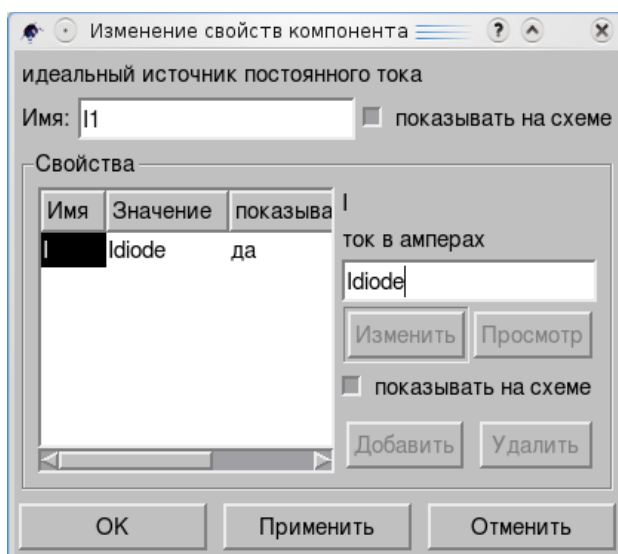 Изменение свойств компонента ?
идеальный источник постоянного тока
Имя: I1 показывать на схеме
Свойства
Имя Значение показыва
I Idiode да
I
ток в амперах
Idiode
Изменить Просмотр
показывать на схеме
Добавить Удалить
OK Применить Отменить